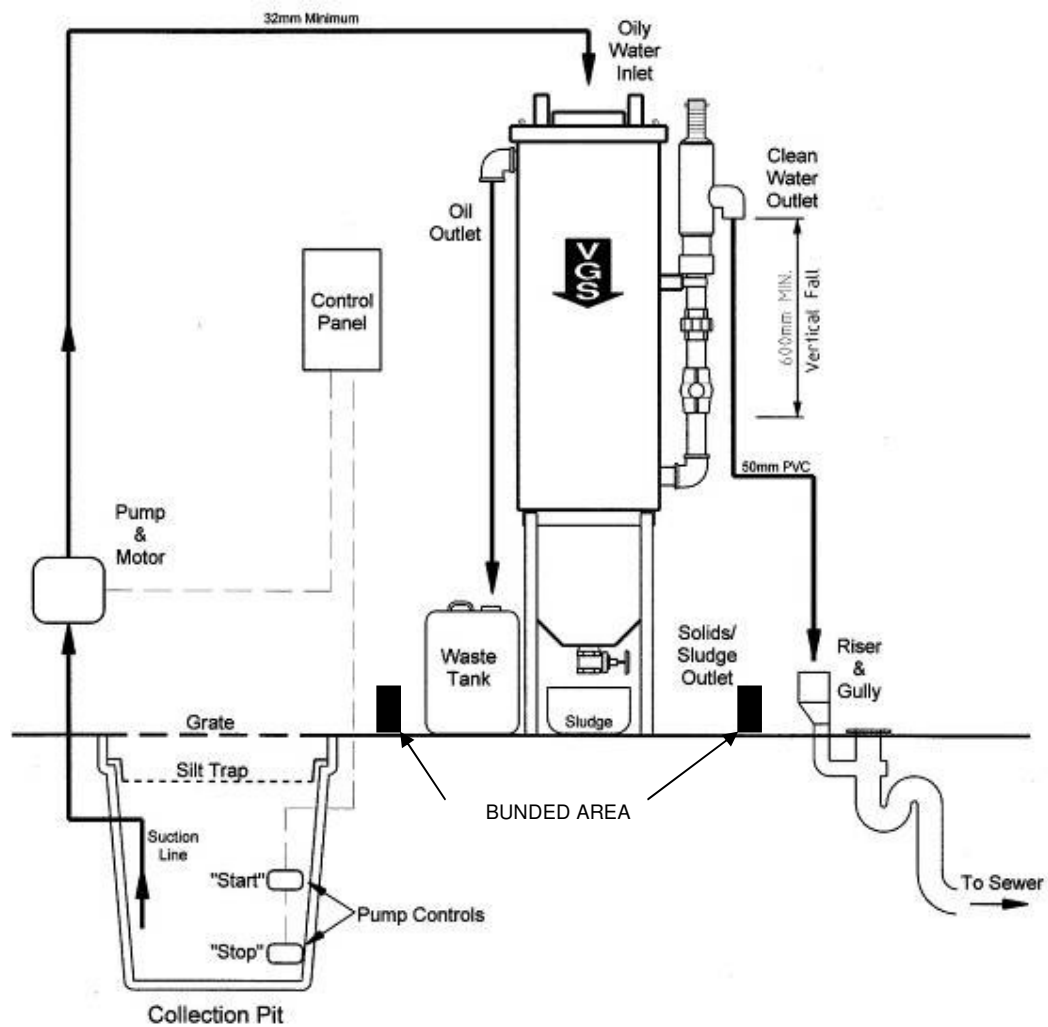 32mm Minimum
Oily
Water
Inlet
Clean
Water
Outlet
Oil
Outlet
VGS
600mm MIN.
Vertical Fall
Control
Panel
50mm PVC
Pump
&
Motor
Waste
Tank
Solids/
Sludge
Outlet
Riser
&
Gully
Sludge
Grate
Silt Trap
BUNDED AREA
Suction
Line
"Start"
Pump Controls
"Stop"
To Sewer
Collection Pit